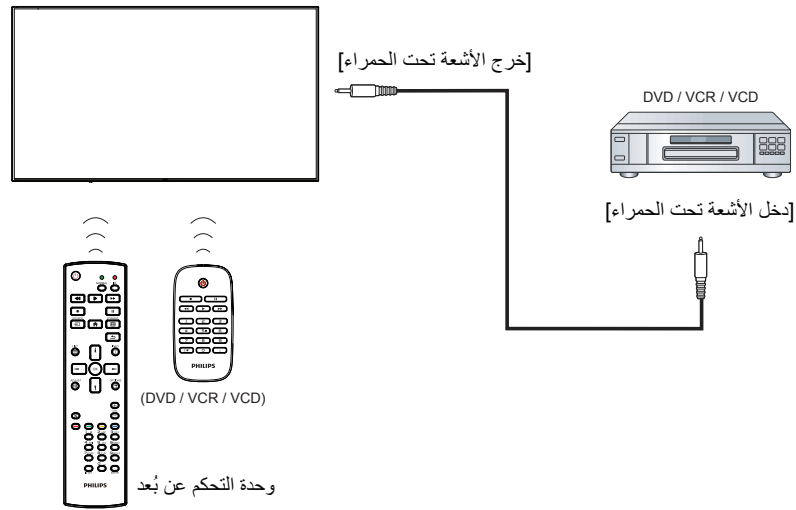 [خرج الأشعة تحت الحمراء]
DVD / VCR / VCD
[دخل الأشعة تحت الحمراء]
PHILIPS
(DVD / VCR / VCD)
وحدة التحكم عن بُعد
PHILIPS